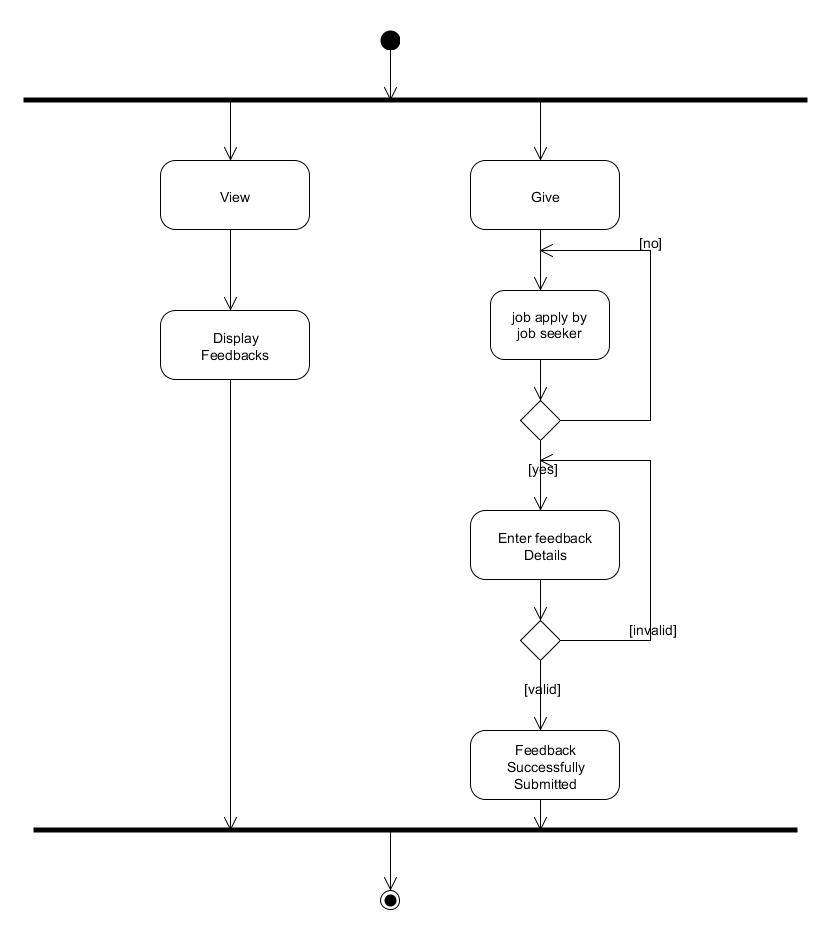 View
Give
[no]
job apply by
job seeker
Display
Feedbacks
[yes]
Enter feedback
Details
[invalid]
[valid]
Feedback
Successfully
Submitted